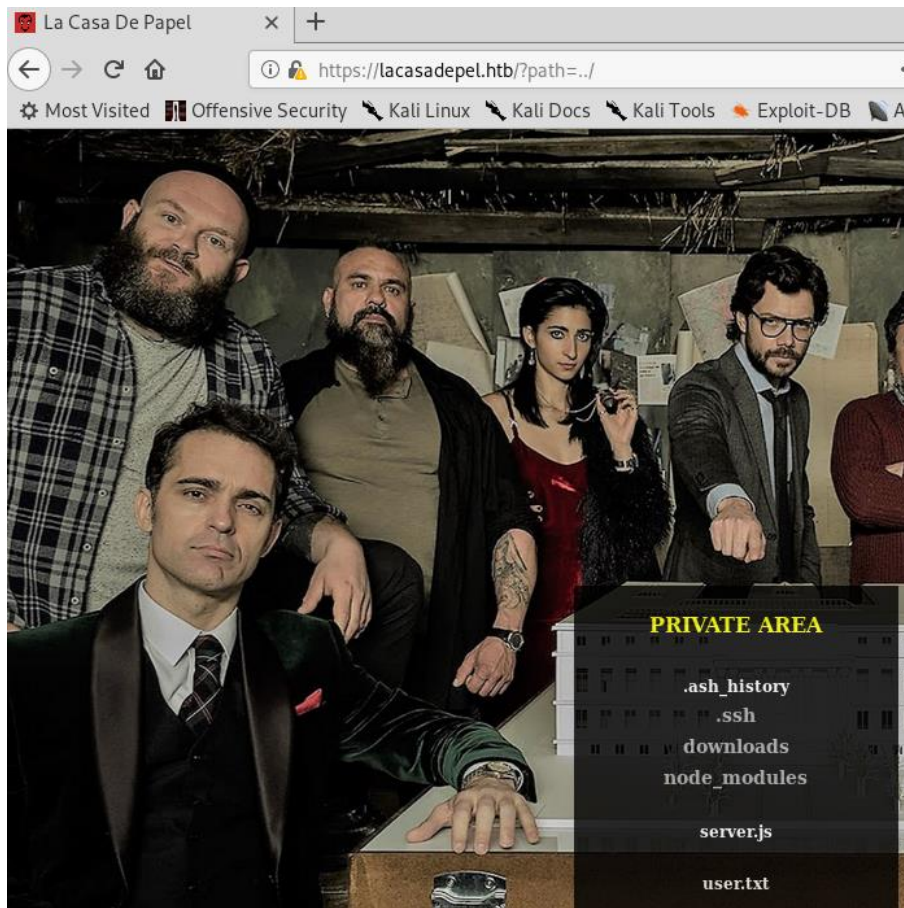 La Casa De Papel
https://lacasadepel.htb/?path=../
Most Visited Offensive Security Kali Linux Kali Docs Kali Tools Exploit-DB A
PRIVATE AREA
.ash_history
.ssh
downloads
node_modules
server.js
user.txt